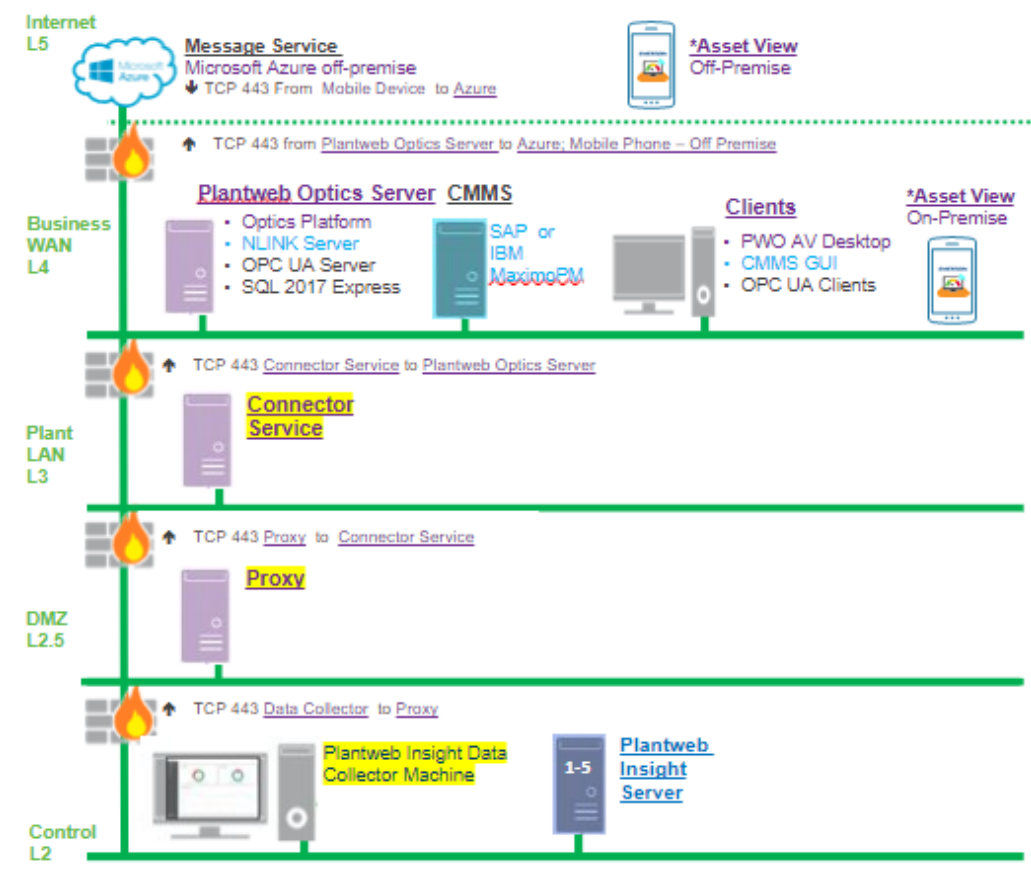 Internet
L5
Microsoft
Azure
Message Service
Microsoft Azure off-premise
🡇 TCP 443 From Mobile Device to Azure
*Asset View
Off-Premise
🡅 TCP 443 from Plantweb Optics Server to Azure; Mobile Phone – Off Premise
Business
WAN
L4
Plantweb Optics Server
• Optics Platform
• NLINK Server
• OPC UA Server
• SQL 2017 Express
CMMS
SAP or
IBM
MaximoPM
Clients
• PWO AV Desktop
• CMMS GUI
• OPC UA Clients
*Asset View
On-Premise
🡅 TCP 443 Connector Service to Plantweb Optics Server
Plant
LAN
L3
Connector
Service
🡅 TCP 443 Proxy to Connector Service
DMZ
L2.5
Proxy
🡅 TCP 443 Data Collector to Proxy
Control
L2
Plantweb Insight Data
Collector Machine
1-5
Plantweb
Insight
Server